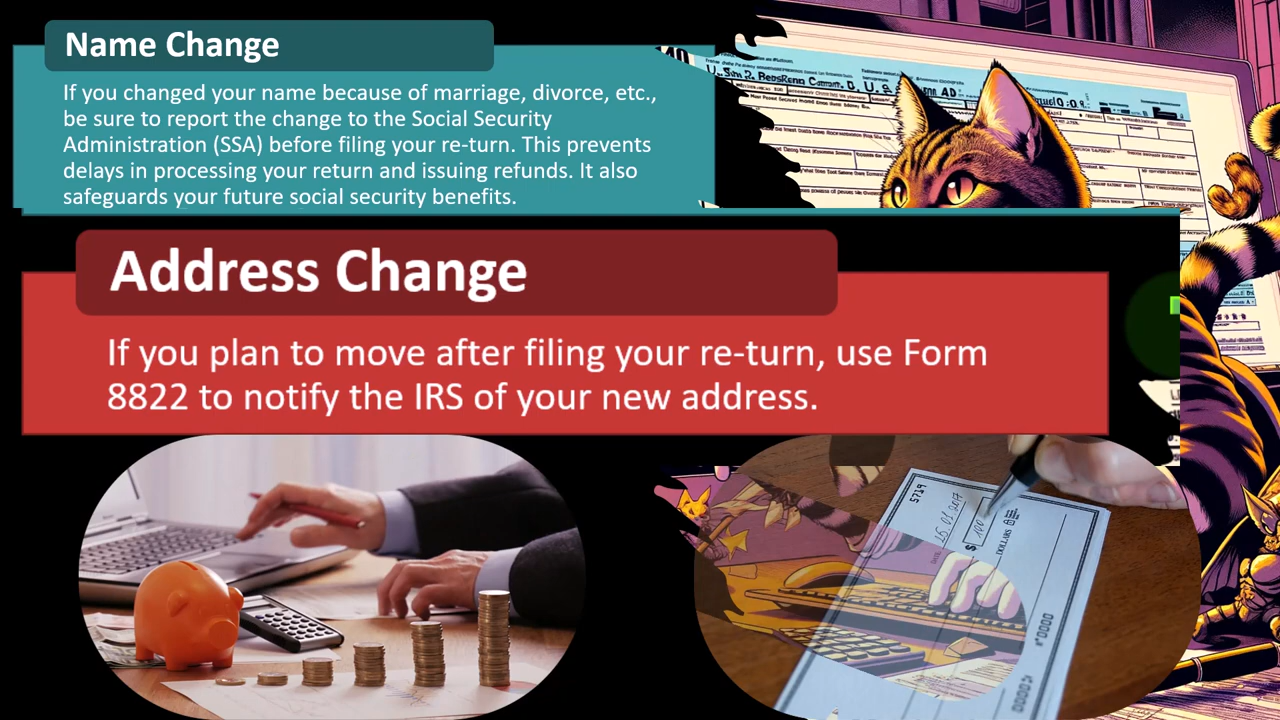 Name Change
If you changed your name because of marriage, divorce, etc.,
be sure to report the change to the Social Security
Administration (SSA) before filing your re-turn. This prevents
delays in processing your return and issuing refunds. It also
safeguards your future social security benefits.
Address Change
If you plan to move after filing your re-turn, use Form
8822 to notify the IRS of your new address.
5739
$
DOLLARS